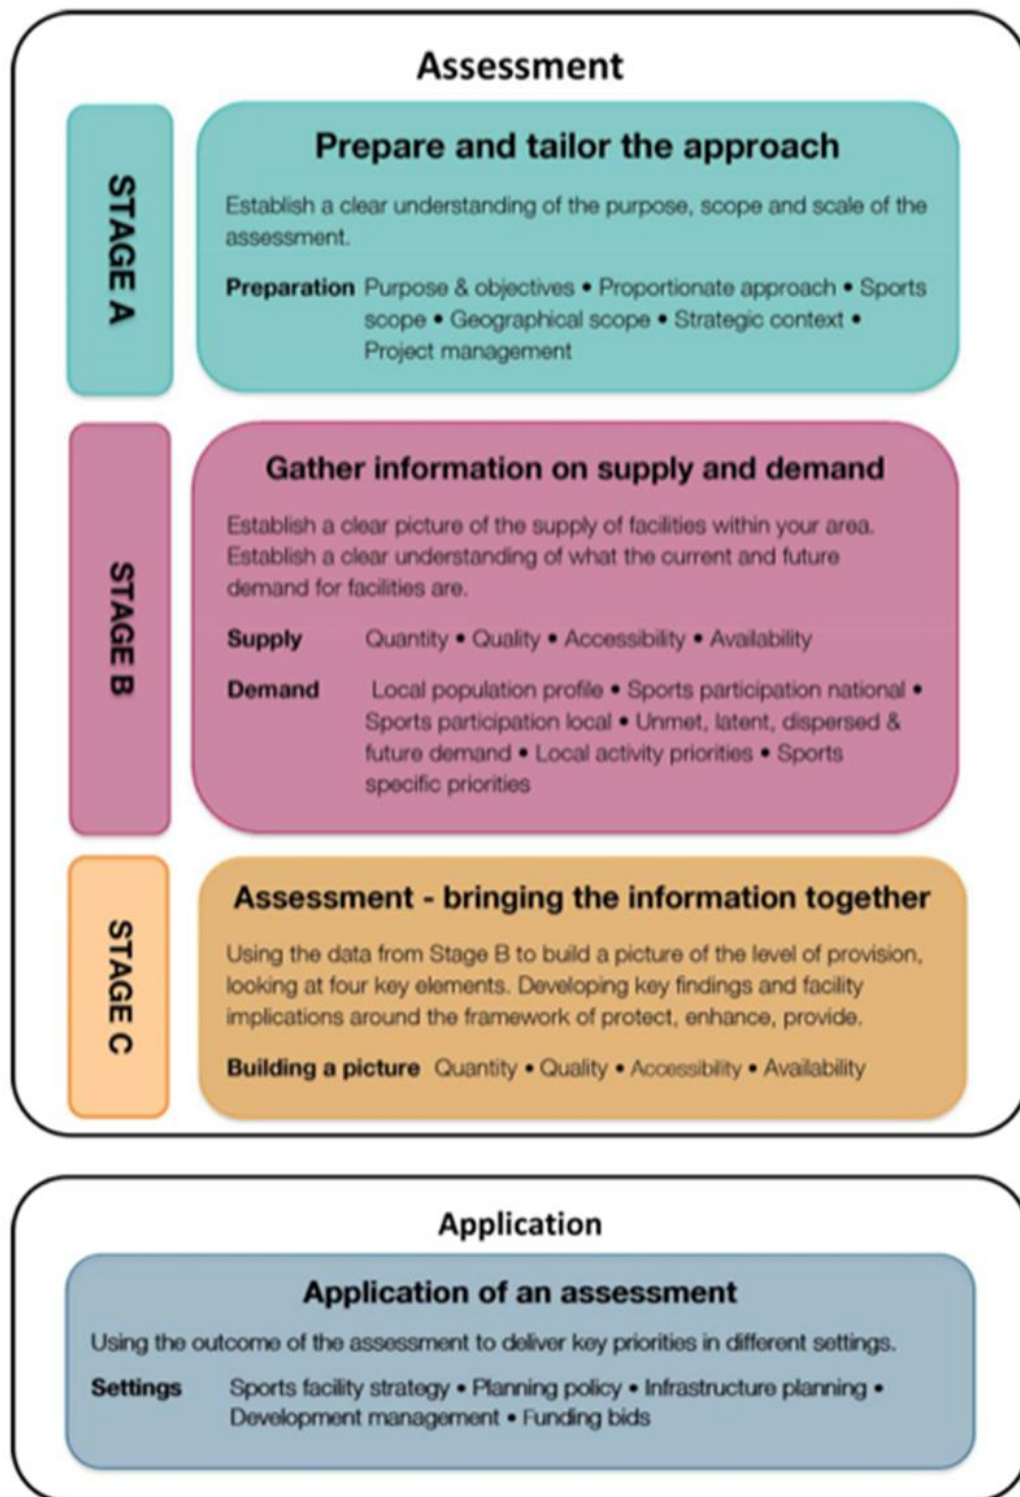 Assessment
STAGE A
Prepare and tailor the approach
Establish a clear understanding of the purpose, scope and scale of the
assessment.
Preparation Purpose & objectives • Proportionate approach • Sports
scope • Geographical scope • Strategic context •
Project management
STAGE B
Gather information on supply and demand
Establish a clear picture of the supply of facilities within your area.
Establish a clear understanding of what the current and future
demand for facilities are.
Supply Quantity • Quality • Accessibility • Availability
Demand Local population profile • Sports participation national •
Sports participation local • Unmet, latent, dispersed &
future demand • Local activity priorities • Sports
specific priorities
STAGE C
Assessment - bringing the information together
Using the data from Stage B to build a picture of the level of provision,
looking at four key elements. Developing key findings and facility
implications around the framework of protect, enhance, provide.
Building a picture Quantity • Quality • Accessibility • Availability
Application
Application of an assessment
Using the outcome of the assessment to deliver key priorities in different settings.
Settings Sports facility strategy • Planning policy • Infrastructure planning •
Development management • Funding bids